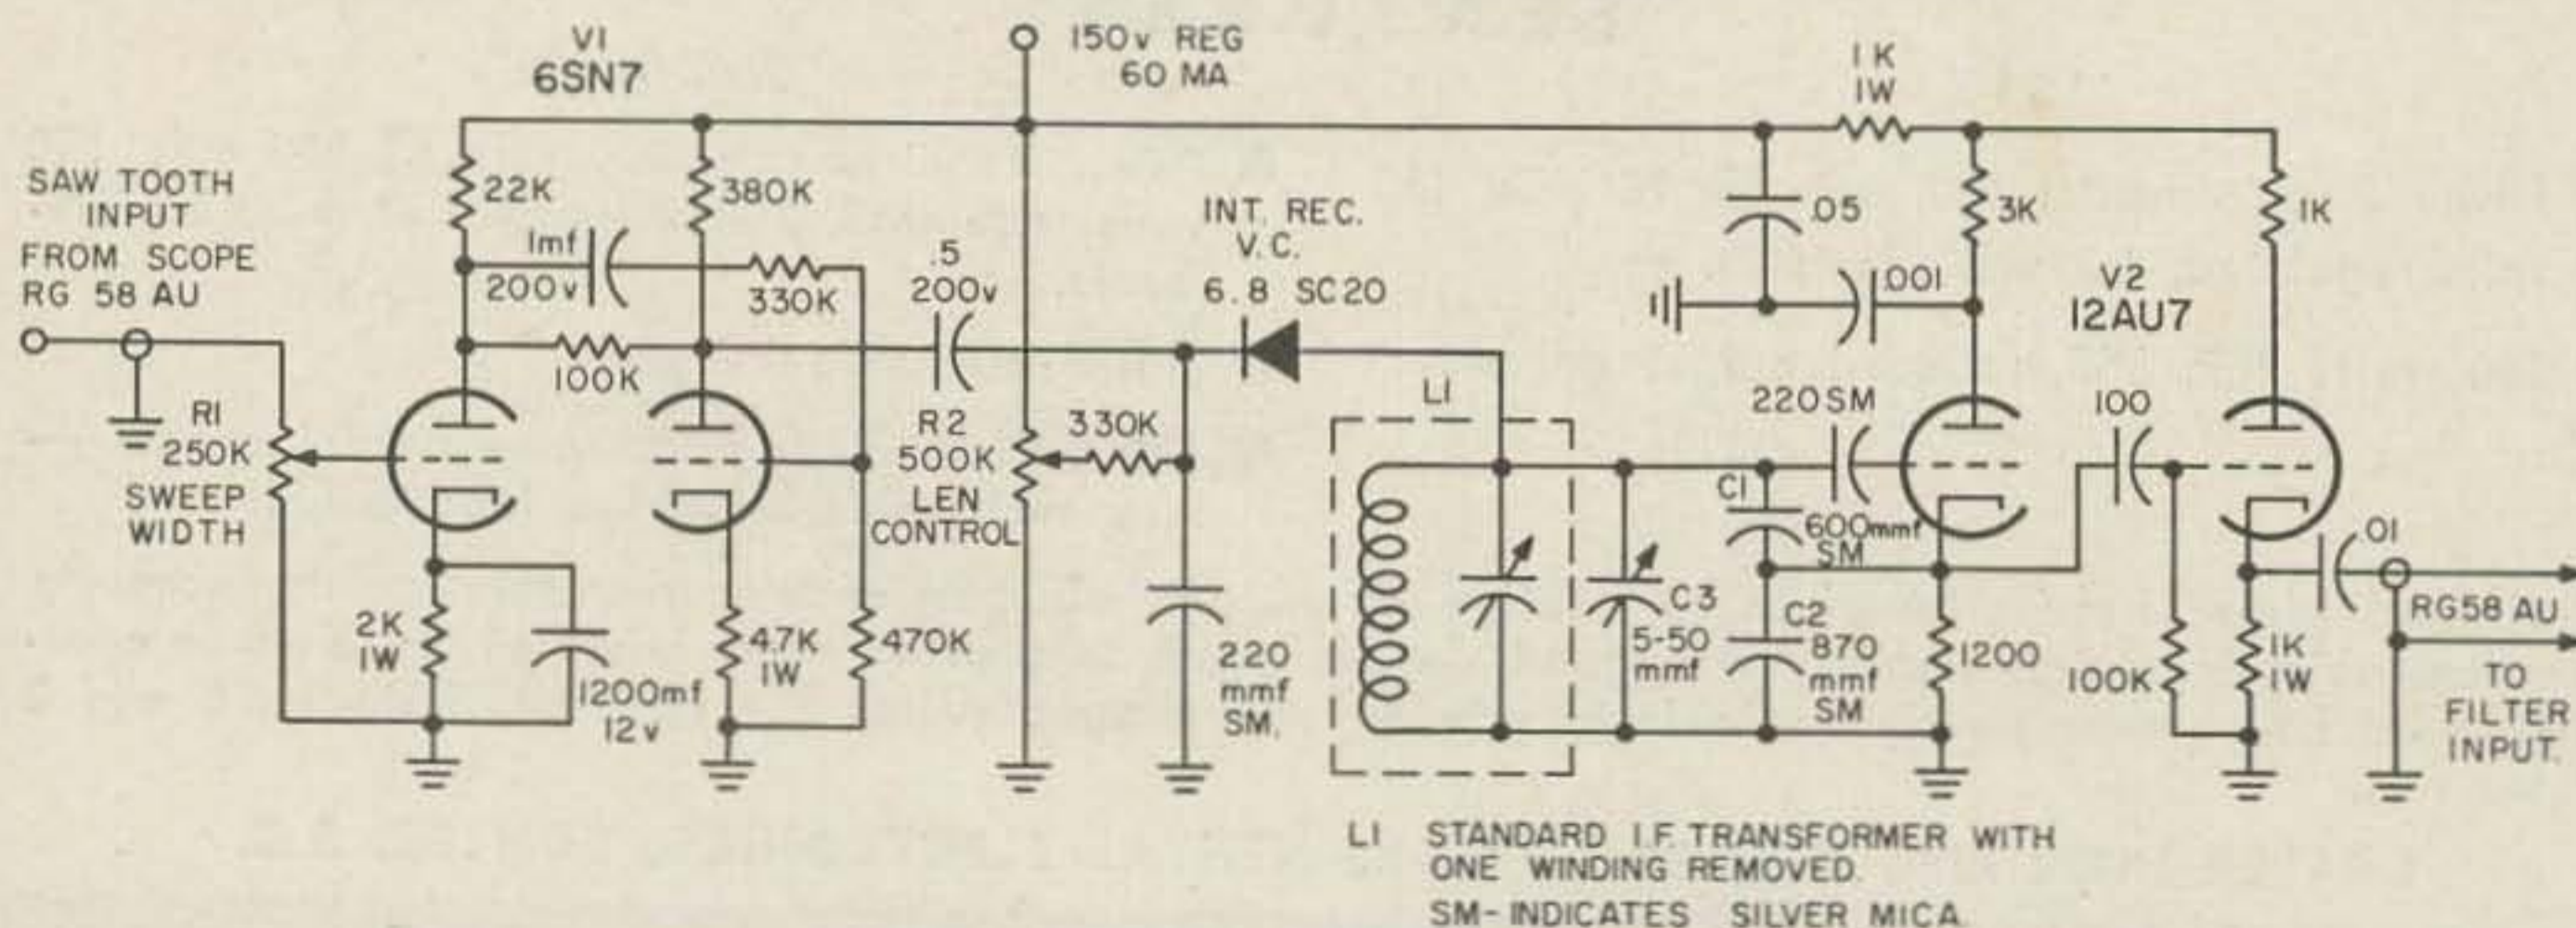 V1
6SN7
150v REG
60 MA
1 K
1W
SAW TOOTH
INPUT
FROM SCOPE
RG 58 AU
22K
380K
1mf
200v
330K
.5
200v
INT. REC.
V.C.
6.8 SC20
.05
3K
1K
.001
V2
12AU7
100K
R1
250K
SWEEP
WIDTH
R2
500K
LEN
CONTROL
330K
L1
220SM
100
C1
600mmf
SM
.01
2K
1W
1200mf
12v
47K
1W
470K
220
mmf
SM.
C3
5-50
mmf
C2
870
mmf
SM
1200
100K
1K
1W
RG58 AU
TO
FILTER
INPUT.
L1 STANDARD I.F. TRANSFORMER WITH
ONE WINDING REMOVED.
SM-INDICATES SILVER MICA.